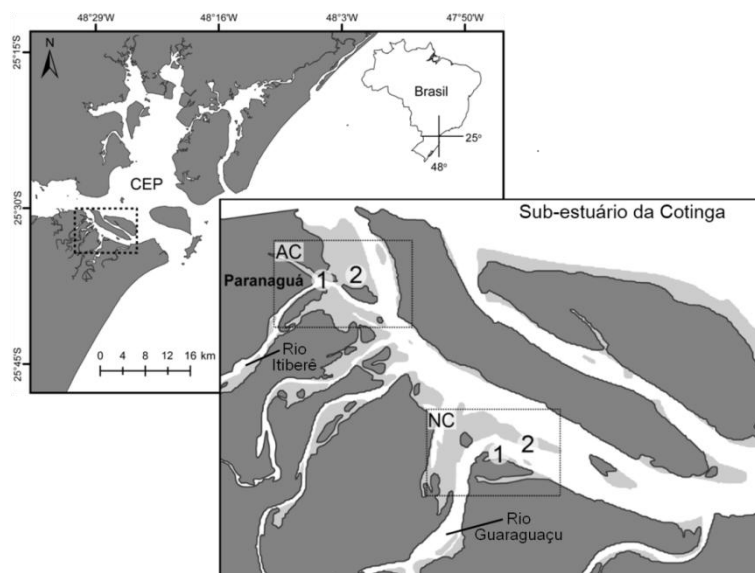 48°29"W
48°16"W
48°3"W
47°50"W
25°15"S
N
Brasil
25°
48°
CEP
25°30"S
Sub-estuário da Cotinga
AC
1
2
Paranaguá
Rio
Itiberê
25°45"S
0 4 8 12 16 km
NC
1
2
Rio
Guaraguaçu